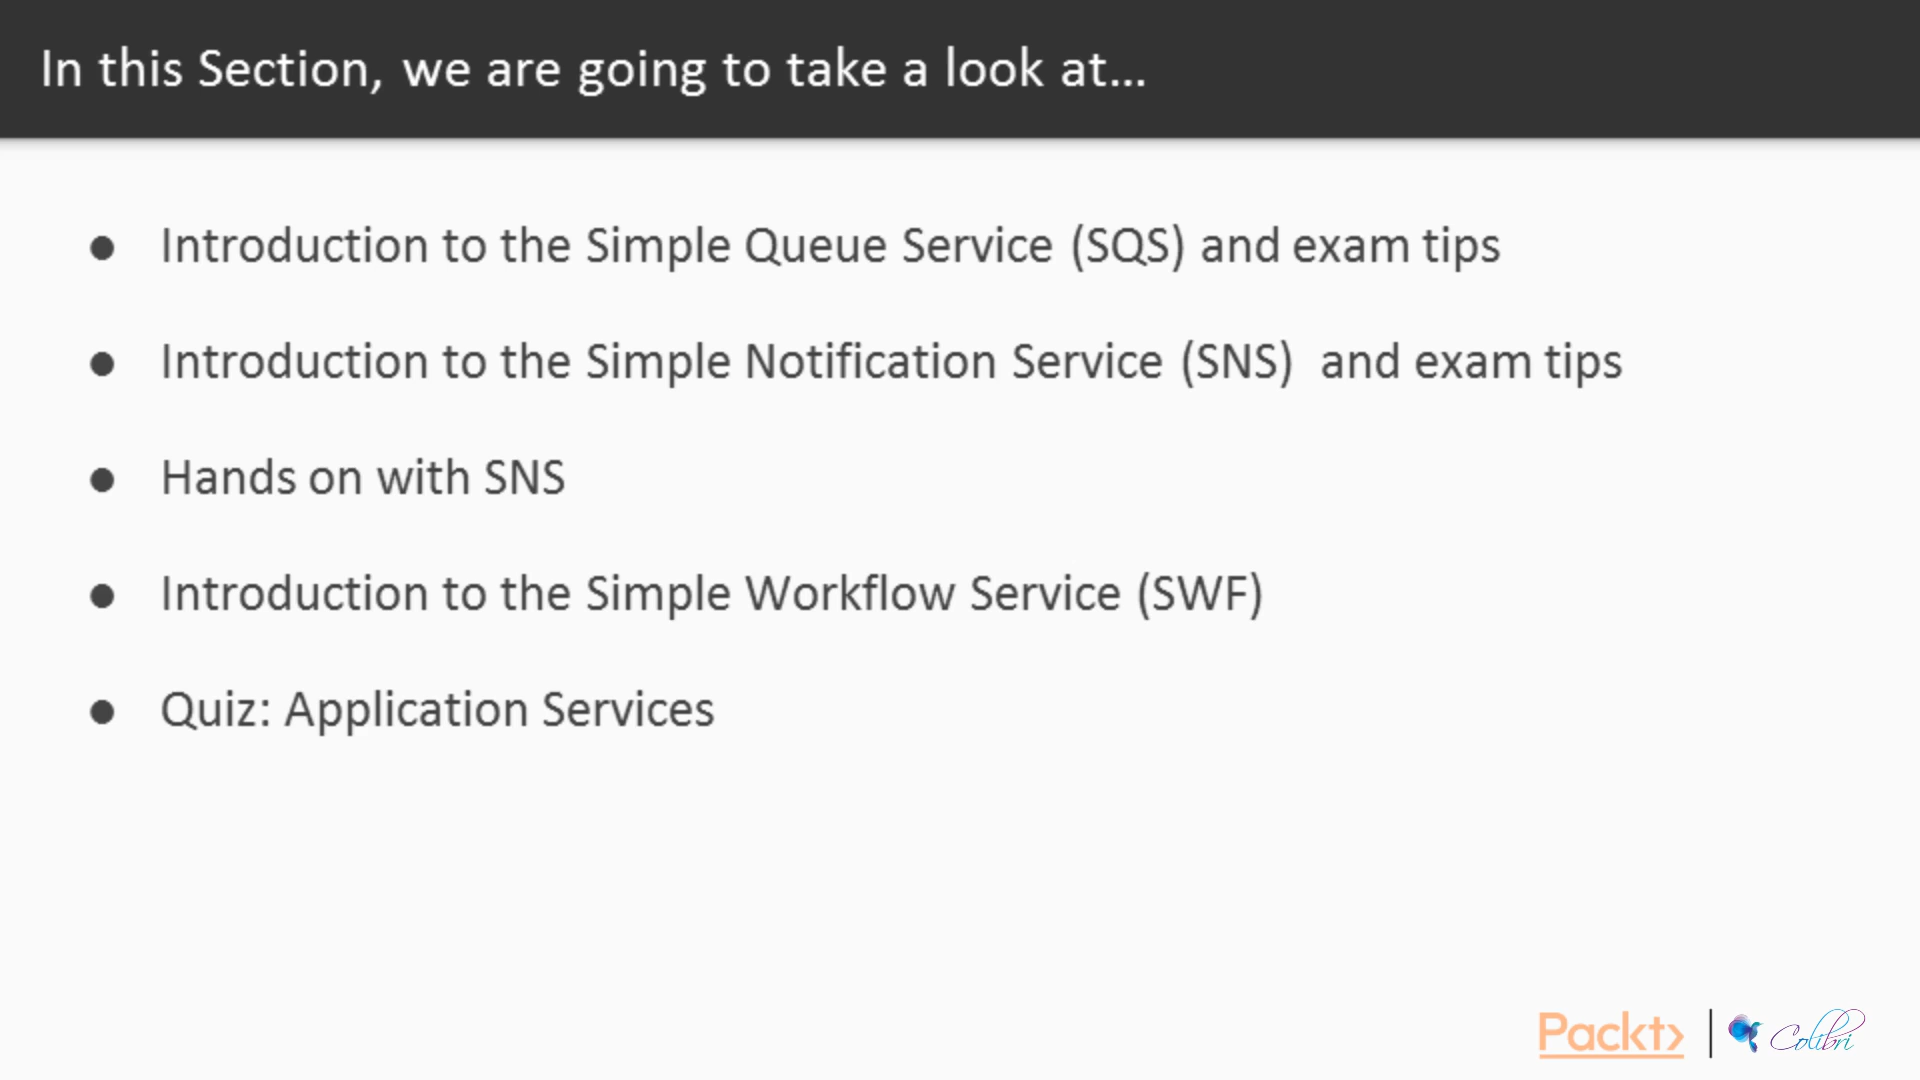 In this Section, we are going to take a look at...
● Introduction to the Simple Queue Service (SQS) and exam tips
● Introduction to the Simple Notification Service (SNS)  and exam tips
● Hands on with SNS
● Introduction to the Simple Workflow Service (SWF)
● Quiz: Application Services
Packt> | Colibri